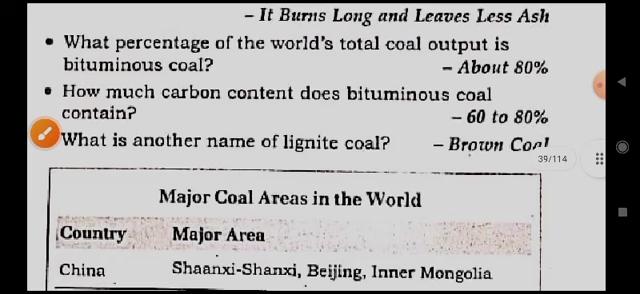 – It Burns Long and Leaves Less Ash
• What percentage of the world's total coal output is
bituminous coal? – About 80%
• How much carbon content does bituminous coal
contain? – 60 to 80%
What is another name of lignite coal? – Brown Coal
39/114
Major Coal Areas in the World
Country Major Area
China Shaanxi-Shanxi, Beijing, Inner Mongolia